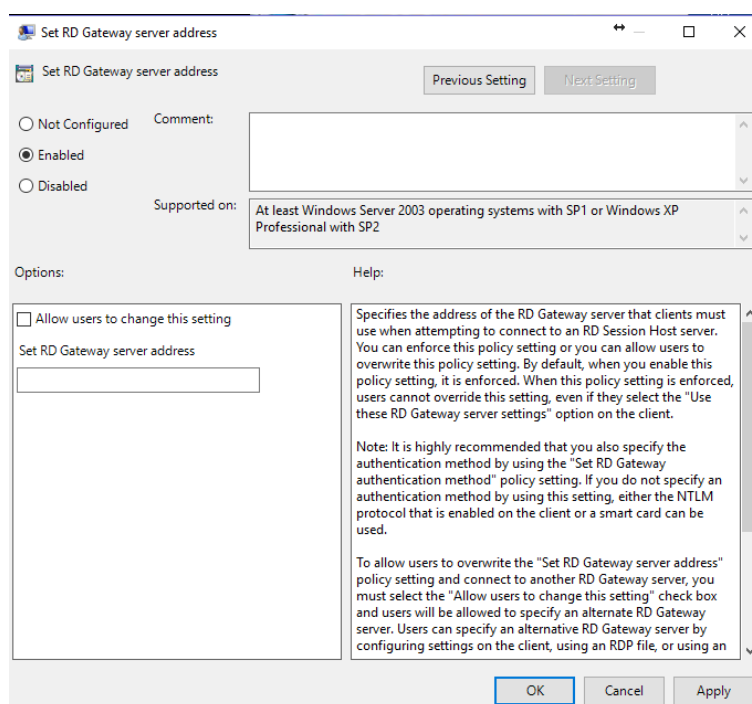 Set RD Gateway server address
Set RD Gateway server address
Previous Setting
Next Setting
Not Configured
Enabled
Disabled
Comment:
Supported on:
At least Windows Server 2003 operating systems with SP1 or Windows XP
Professional with SP2
Options:
Help:
Allow users to change this setting
Set RD Gateway server address
Specifies the address of the RD Gateway server that clients must
use when attempting to connect to an RD Session Host server.
You can enforce this policy setting or you can allow users to
overwrite this policy setting. By default, when you enable this
policy setting, it is enforced. When this policy setting is enforced,
users cannot override this setting, even if they select the "Use
these RD Gateway server settings" option on the client.
Note: It is highly recommended that you also specify the
authentication method by using the "Set RD Gateway
authentication method" policy setting. If you do not specify an
authentication method by using this setting, either the NTLM
protocol that is enabled on the client or a smart card can be
used.
To allow users to overwrite the "Set RD Gateway server address"
policy setting and connect to another RD Gateway server, you
must select the "Allow users to change this setting" check box
and users will be allowed to specify an alternate RD Gateway
server. Users can specify an alternative RD Gateway server by
configuring settings on the client, using an RDP file, or using an
OK
Cancel
Apply